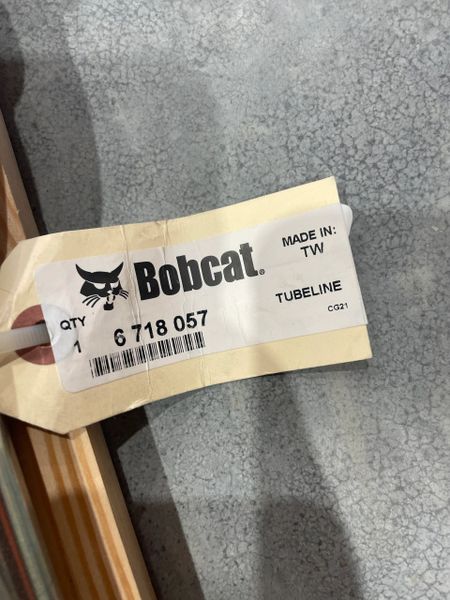 Bobcat®
MADE IN:
TW
QTY
1
6 718 057
TUBELINE
CG21